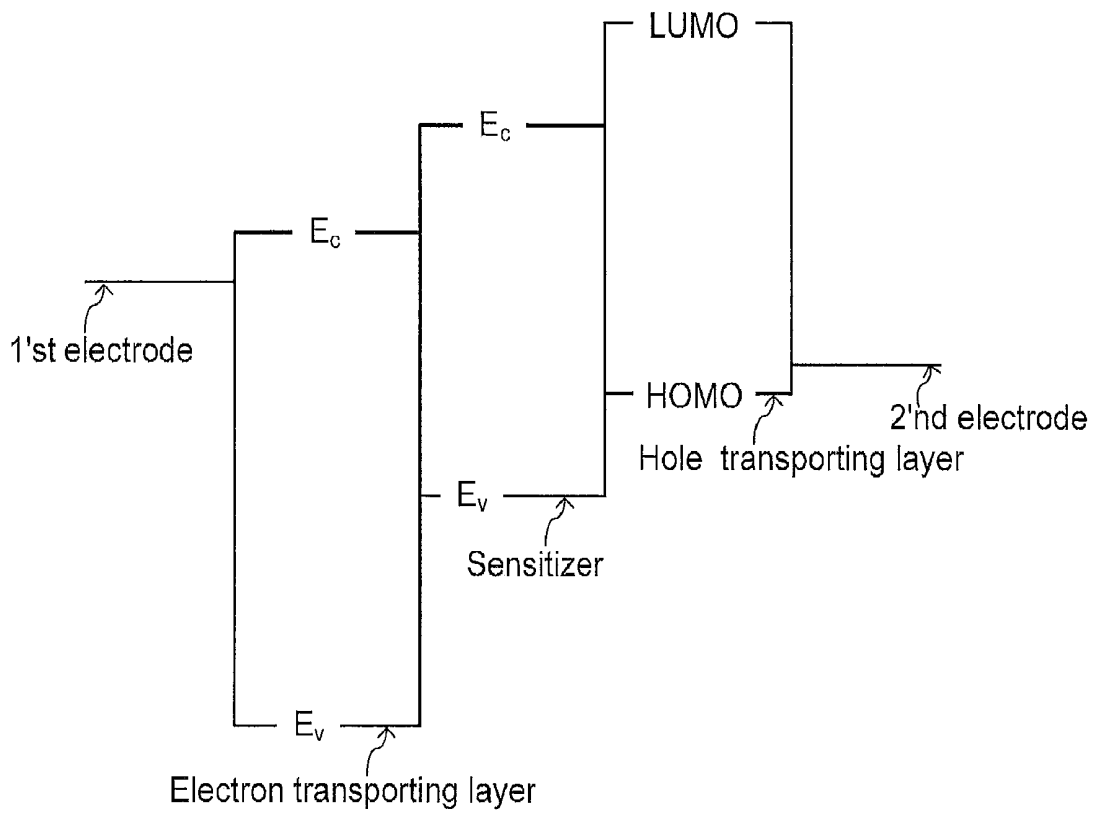 LUMO
E_c
E_c
1'st electrode
HOMO
2'nd electrode
Hole transporting layer
E_v
Sensitizer
E_v
Electron transporting layer